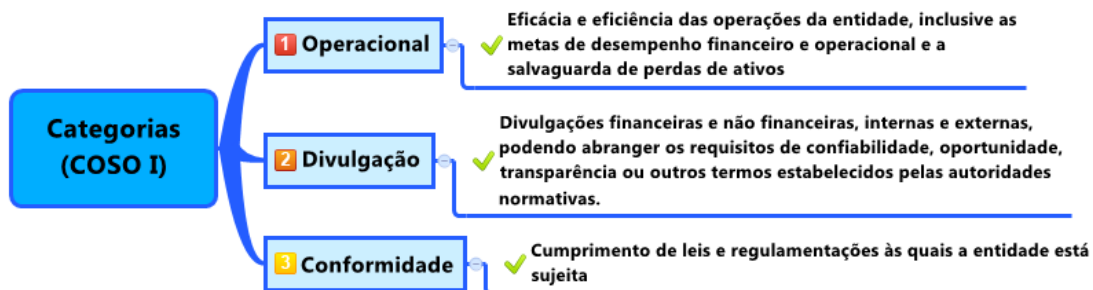 Categorias
(COSO I)
1 Operacional
Eficácia e eficiência das operações da entidade, inclusive as
metas de desempenho financeiro e operacional e a
salvaguarda de perdas de ativos
2 Divulgação
Divulgações financeiras e não financeiras, internas e externas,
podendo abranger os requisitos de confiabilidade, oportunidade,
transparência ou outros termos estabelecidos pelas autoridades
normativas.
3 Conformidade
Cumprimento de leis e regulamentações às quais a entidade está
sujeita